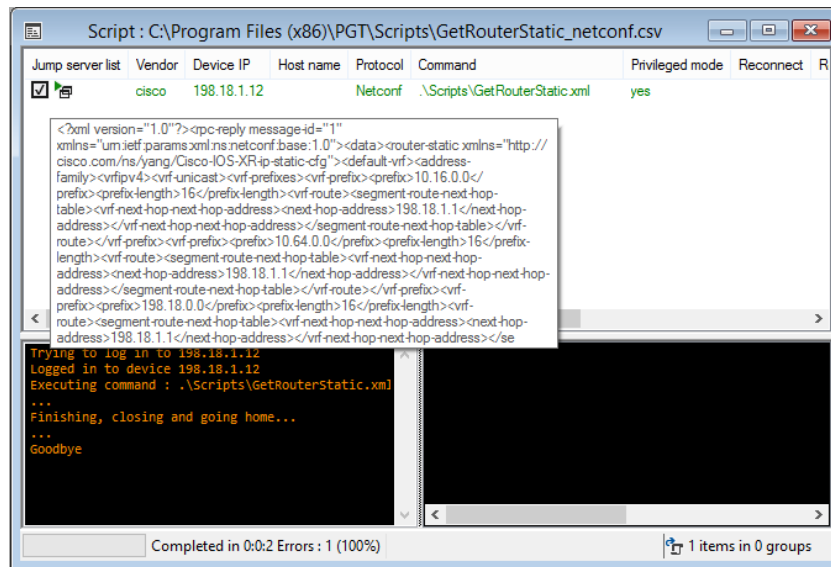 Script : C:\Program Files (x86)\PGT\Scripts\GetRouterStatic_netconf.csv
Jump server list Vendor Device IP Host name Protocol Command Privileged mode Reconnect R
cisco 198.18.1.12 Netconf .\Scripts\GetRouterStatic.xml yes
<?xml version="1.0"?><rpc-reply message-id="1"
xmlns="urn:ietf:params:xml:ns:netconf:base:1.0"><data><router-static xmlns="http://
cisco.com/ns/yang/Cisco-IOS-XR-ip-static-cfg"><default-vrf><address-
family><vrfipv4><vrf-unicast><vrf-prefixes><vrf-prefix><prefix>10.16.0.0</
prefix><prefix-length>16</prefix-length><vrf-route><segment-route-next-hop-
table><vrf-next-hop-next-hop-address><next-hop-address>198.18.1.1</next-hop-
address></vrf-next-hop-next-hop-address></segment-route-next-hop-table></vrf-
route></vrf-prefix><vrf-prefix><prefix>10.64.0.0</prefix><prefix-length>16</prefix-
length><vrf-route><segment-route-next-hop-table><vrf-next-hop-next-hop-
address><next-hop-address>198.18.1.1</next-hop-address></vrf-next-hop-next-hop-
address></segment-route-next-hop-table></vrf-route></vrf-prefix><vrf-
prefix><prefix>198.18.0.0</prefix><prefix-length>16</prefix-length><vrf-
route><segment-route-next-hop-table><vrf-next-hop-next-hop-address><next-hop-
address>198.18.1.1</next-hop-address></vrf-next-hop-next-hop-address></se
Trying to log in to 198.18.1.12
Logged in to device 198.18.1.12
Executing command : .\Scripts\GetRouterStatic.xml
...
Finishing, closing and going home...
...
Goodbye
Completed in 0:0:2 Errors : 1 (100%) 1 items in 0 groups